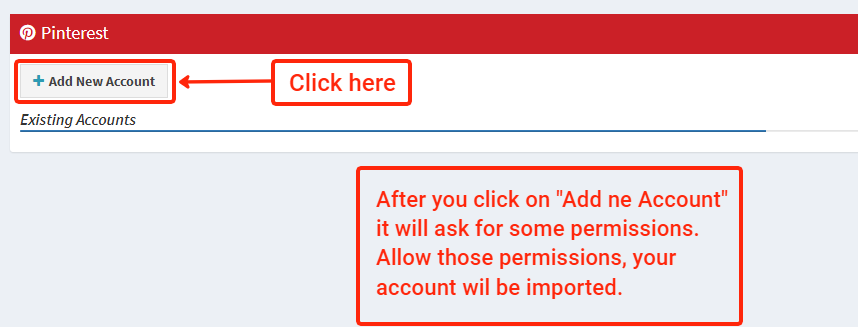 Pinterest
Add New Account
Click here
Existing Accounts
After you click on "Add ne Account"
it will ask for some permissions.
Allow those permissions, your
account wil be imported.